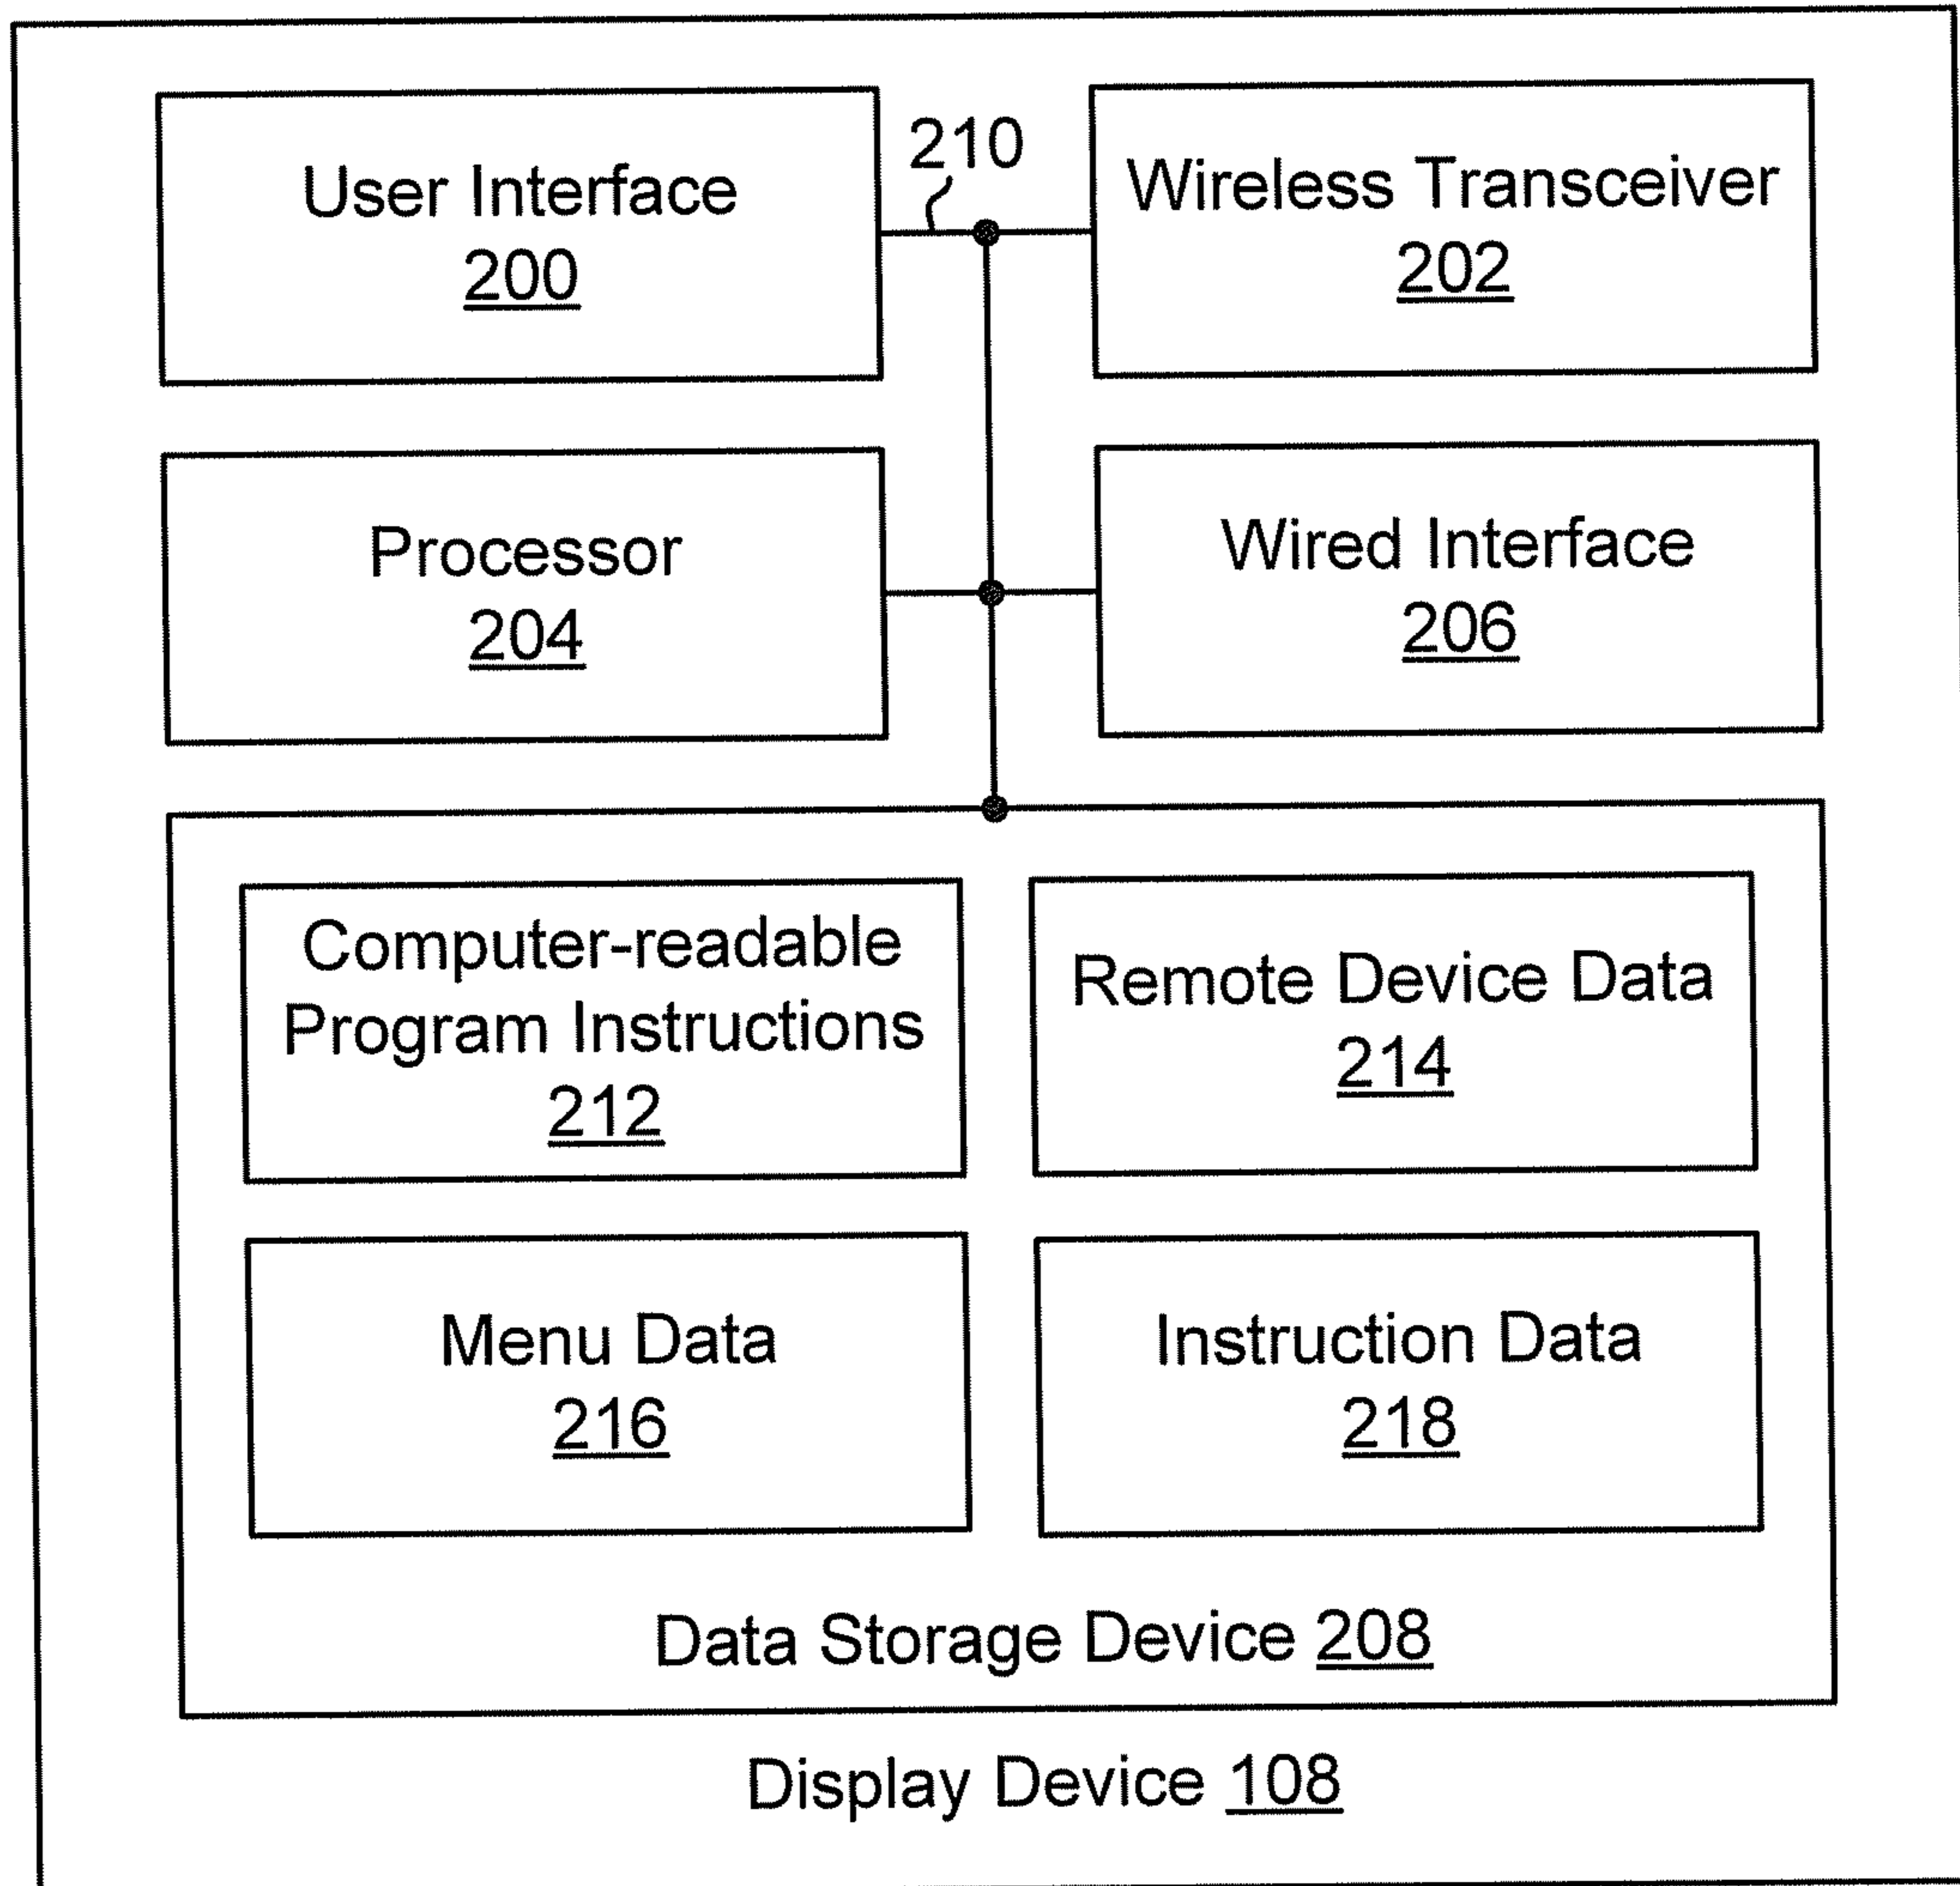 210
User Interface
200
Wireless Transceiver
202
Processor
204
Wired Interface
206
Computer-readable
Program Instructions
212
Remote Device Data
214
Menu Data
216
Instruction Data
218
Data Storage Device 208
Display Device 108